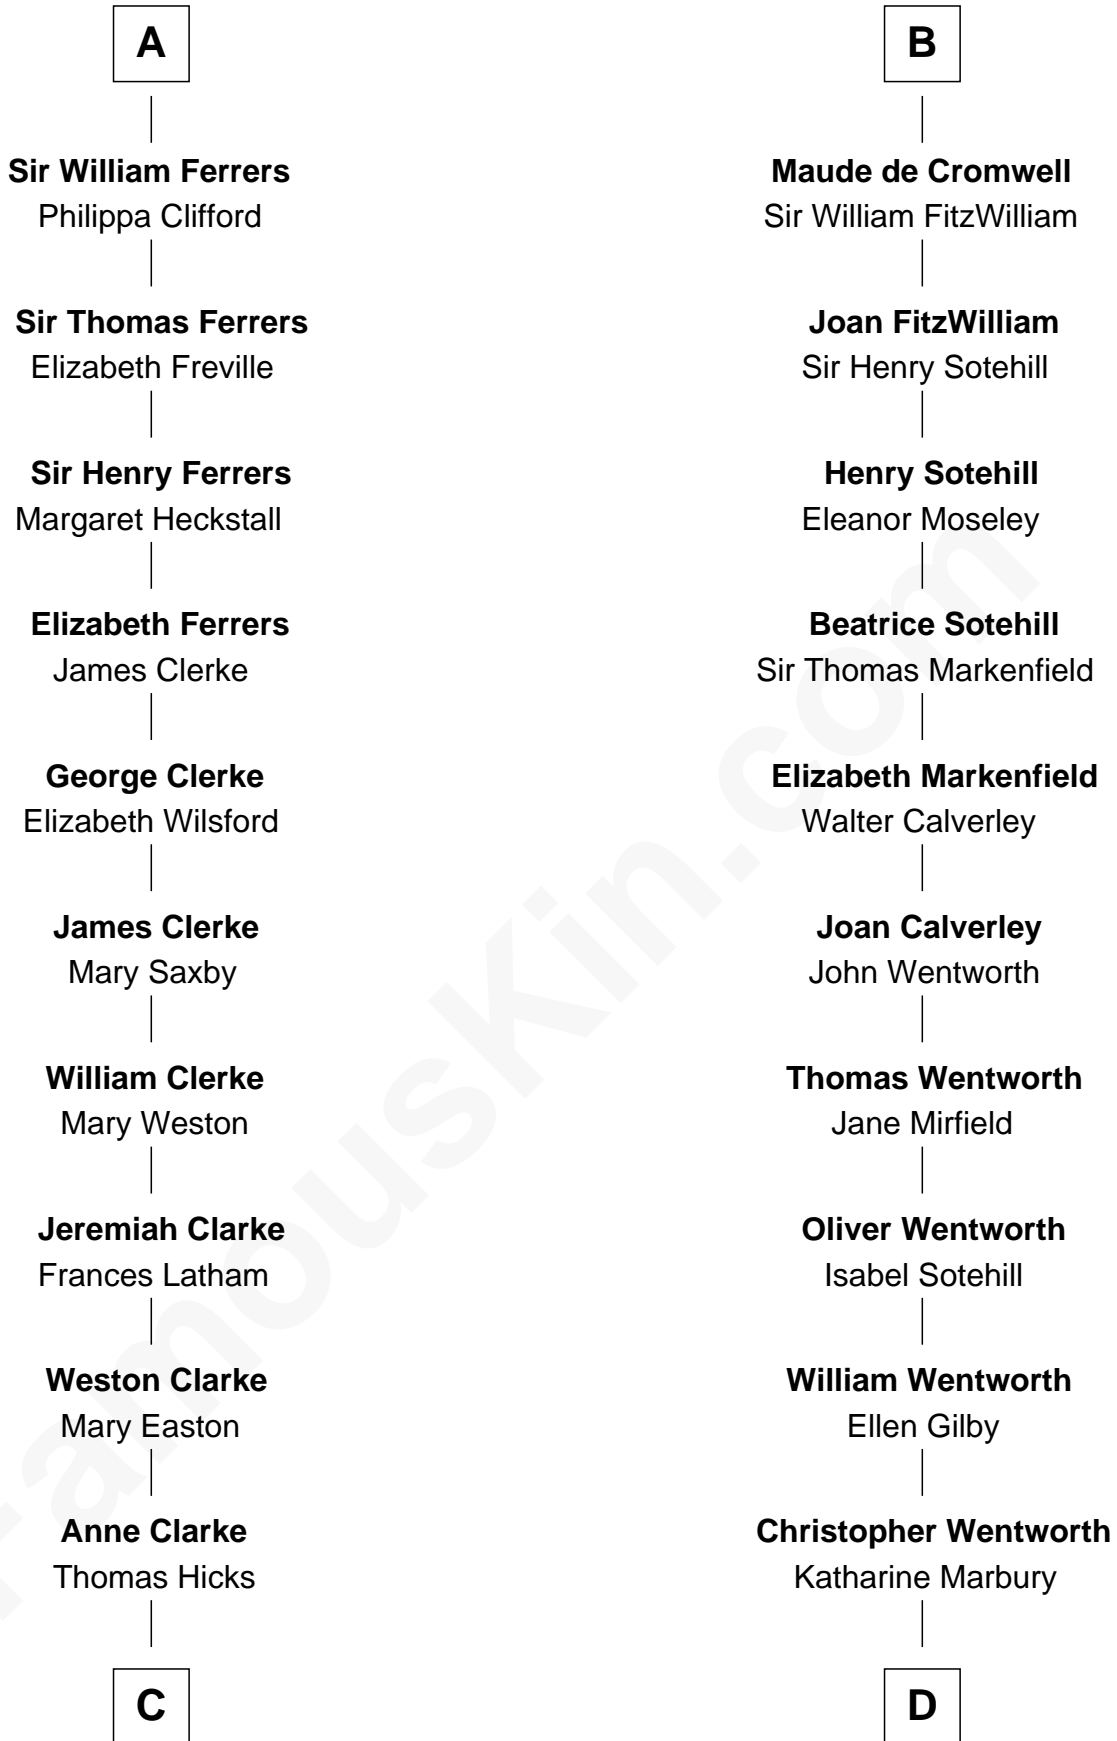 A
Sir William Ferrers
Philippa Clifford
Sir Thomas Ferrers
Elizabeth Freville
Sir Henry Ferrers
Margaret Heckstall
Elizabeth Ferrers
James Clerke
George Clerke
Elizabeth Wilsford
James Clerke
Mary Saxby
William Clerke
Mary Weston
Jeremiah Clarke
Frances Latham
Weston Clarke
Mary Easton
Anne Clarke
Thomas Hicks
C
B
Maude de Cromwell
Sir William FitzWilliam
Joan FitzWilliam
Sir Henry Sotehill
Henry Sotehill
Eleanor Moseley
Beatrice Sotehill
Sir Thomas Markenfield
Elizabeth Markenfield
Walter Calverley
Joan Calverley
John Wentworth
Thomas Wentworth
Jane Mirfield
Oliver Wentworth
Isabel Sotehill
William Wentworth
Ellen Gilby
Christopher Wentworth
Katharine Marbury
D
FamousKin.com